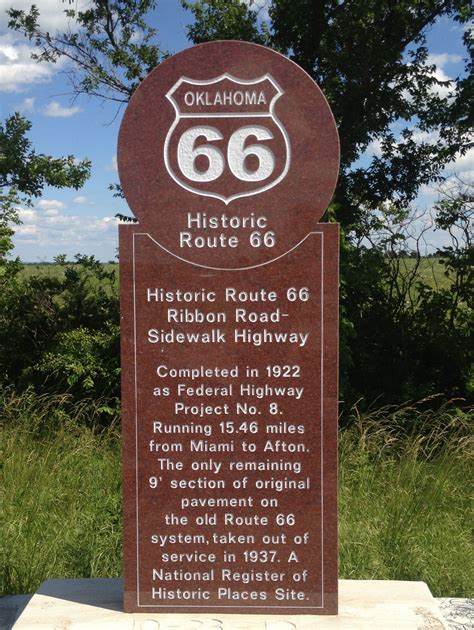 OKLAHOMA
66
Historic
Route 66
Historic Route 66
Ribbon Road-
Sidewalk Highway
Completed in 1922
as Federal Highway
Project No. 8.
Running 15.46 miles
from Miami to Afton.
The only remaining
9' section of original
pavement on
the old Route 66
system, taken out of
service in 1937. A
National Register of
Historic Places Site.